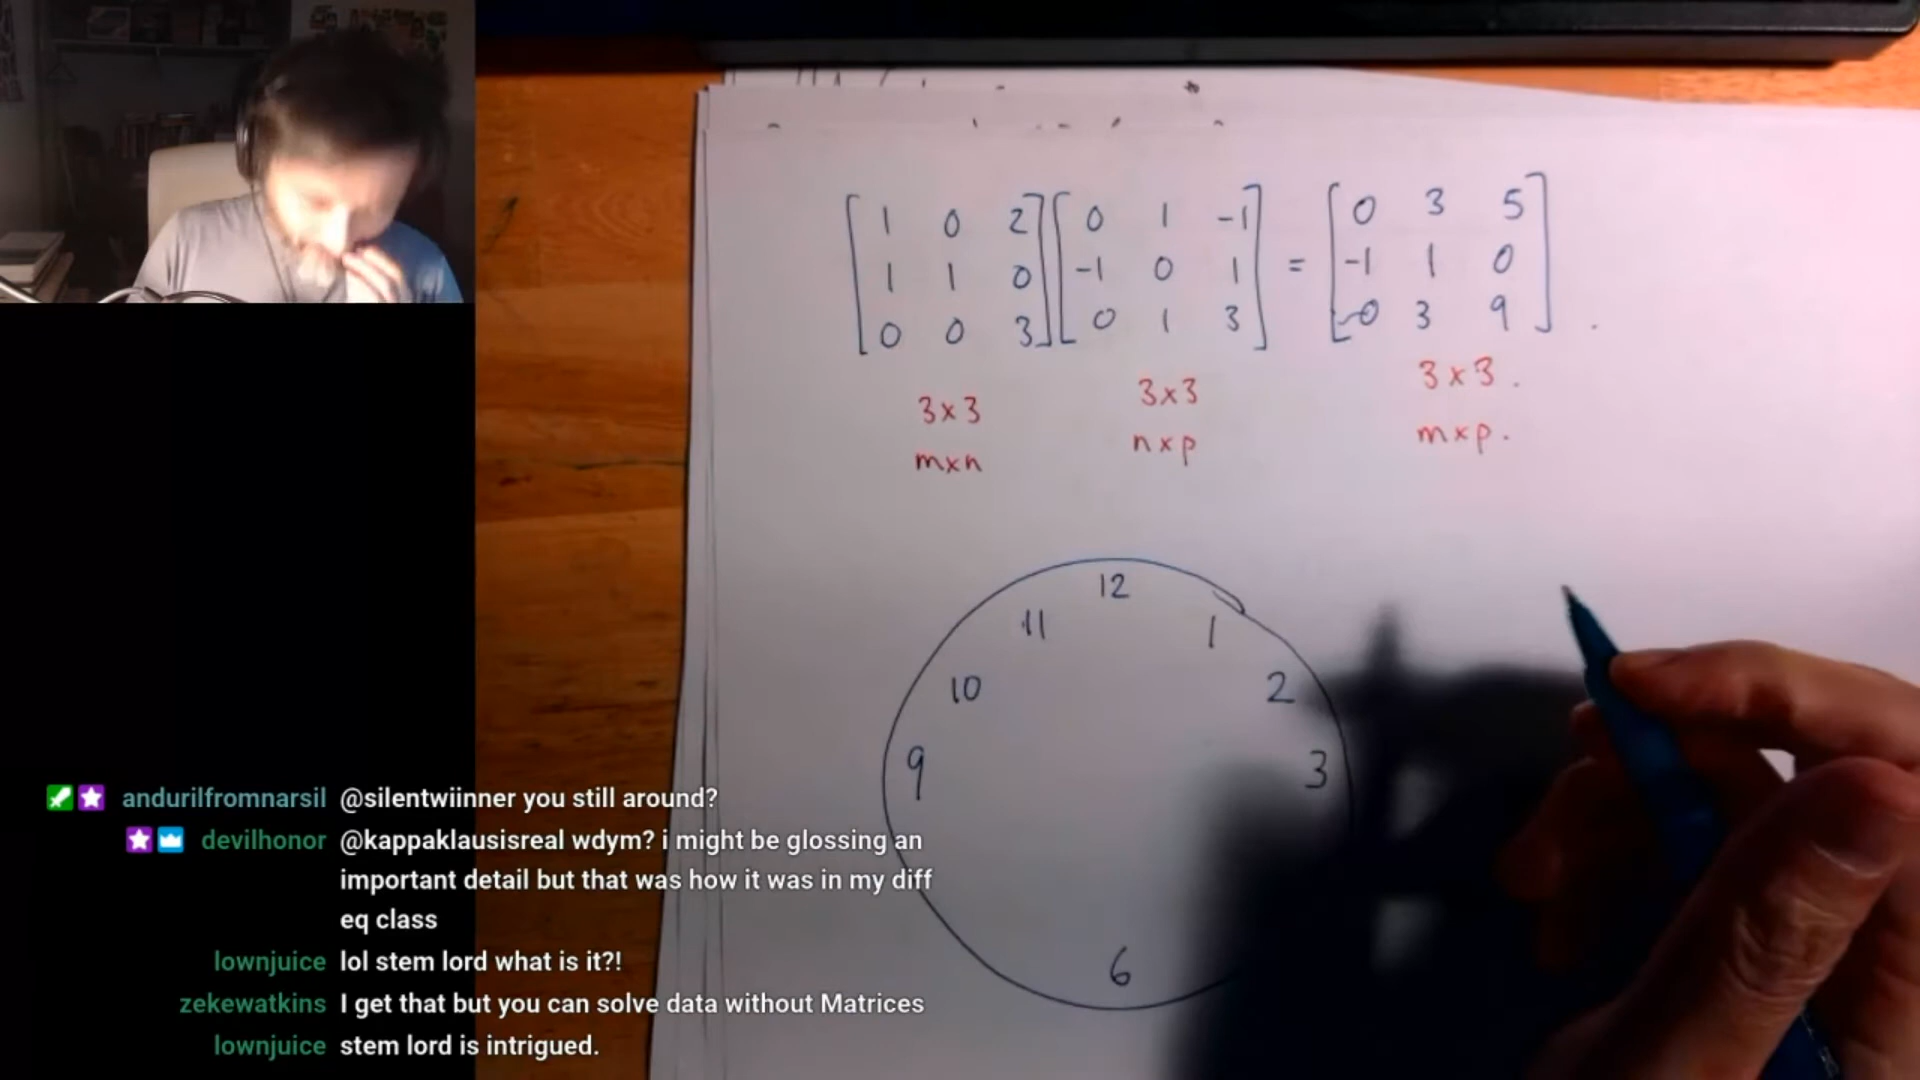 1 0 2 0 1 -1 0 3 5
1 1 0 -1 0 1 = -1 1 0
0 0 3 0 1 3 -0 3 9 .
3x3 3x3 3x3 .
mxn nxp mxp.
12
11 1
10 2
9 3
6
andurilfromnarsil @silentwiinner you still around?
devilhonor @kappaklausisreal wdym? i might be glossing an
important detail but that was how it was in my diff
eq class
lownjuice lol stem lord what is it?!
zekewatkins I get that but you can solve data without Matrices
lownjuice stem lord is intrigued.